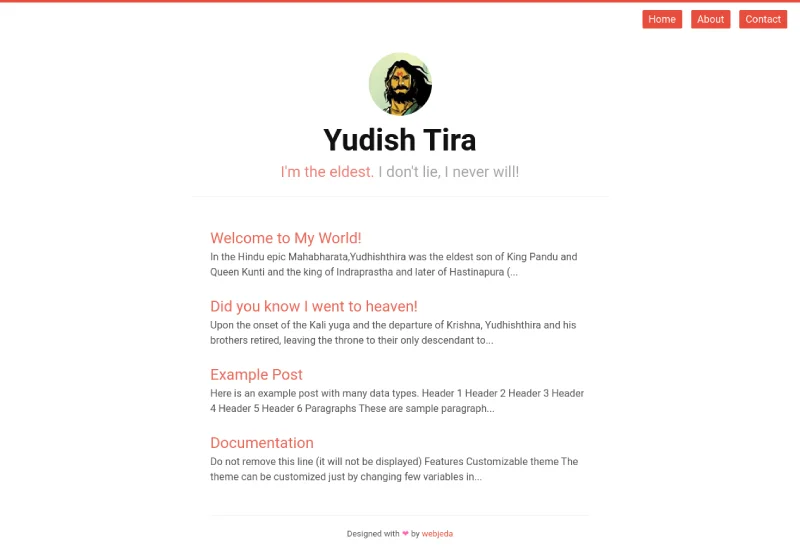 Home About Contact
Yudish Tira
I'm the eldest. I don't lie, I never will!
Welcome to My World!
In the Hindu epic Mahabharata,Yudhishthira was the eldest son of King Pandu and
Queen Kunti and the king of Indraprastha and later of Hastinapura (...
Did you know I went to heaven!
Upon the onset of the Kali yuga and the departure of Krishna, Yudhishthira and his
brothers retired, leaving the throne to their only descendant to...
Example Post
Here is an example post with many data types. Header 1 Header 2 Header 3 Header
4 Header 5 Header 6 Paragraphs These are sample paragraph...
Documentation
Do not remove this line (it will not be displayed) Features Customizable theme The
theme can be customized just by changing few variables in...
Designed with ❤ by webjeda